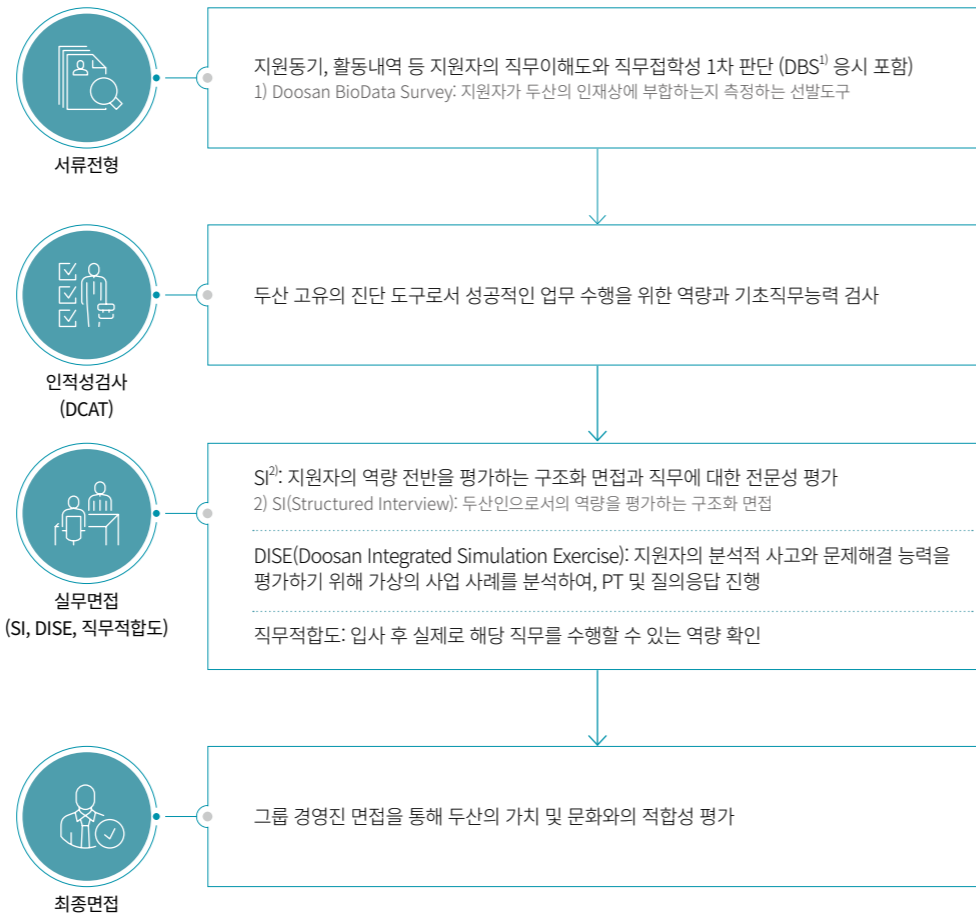 지원동기, 활동내역 등 지원자의 직무이해도와 직무접학성 1차 판단 (DBS1) 응시 포함)
1) Doosan BioData Survey: 지원자가 두산의 인재상에 부합하는지 측정하는 선발도구
서류전형
두산 고유의 진단 도구로서 성공적인 업무 수행을 위한 역량과 기초직무능력 검사
인적성검사
(DCAT)
SI2): 지원자의 역량 전반을 평가하는 구조화 면접과 직무에 대한 전문성 평가
2) SI(Structured Interview): 두산인으로서의 역량을 평가하는 구조화 면접
DISE(Doosan Integrated Simulation Exercise): 지원자의 분석적 사고와 문제해결 능력을
평가하기 위해 가상의 사업 사례를 분석하여, PT 및 질의응답 진행
직무적합도: 입사 후 실제로 해당 직무를 수행할 수 있는 역량 확인
실무면접
(SI, DISE, 직무적합도)
그룹 경영진 면접을 통해 두산의 가치 및 문화와의 적합성 평가
최종면접